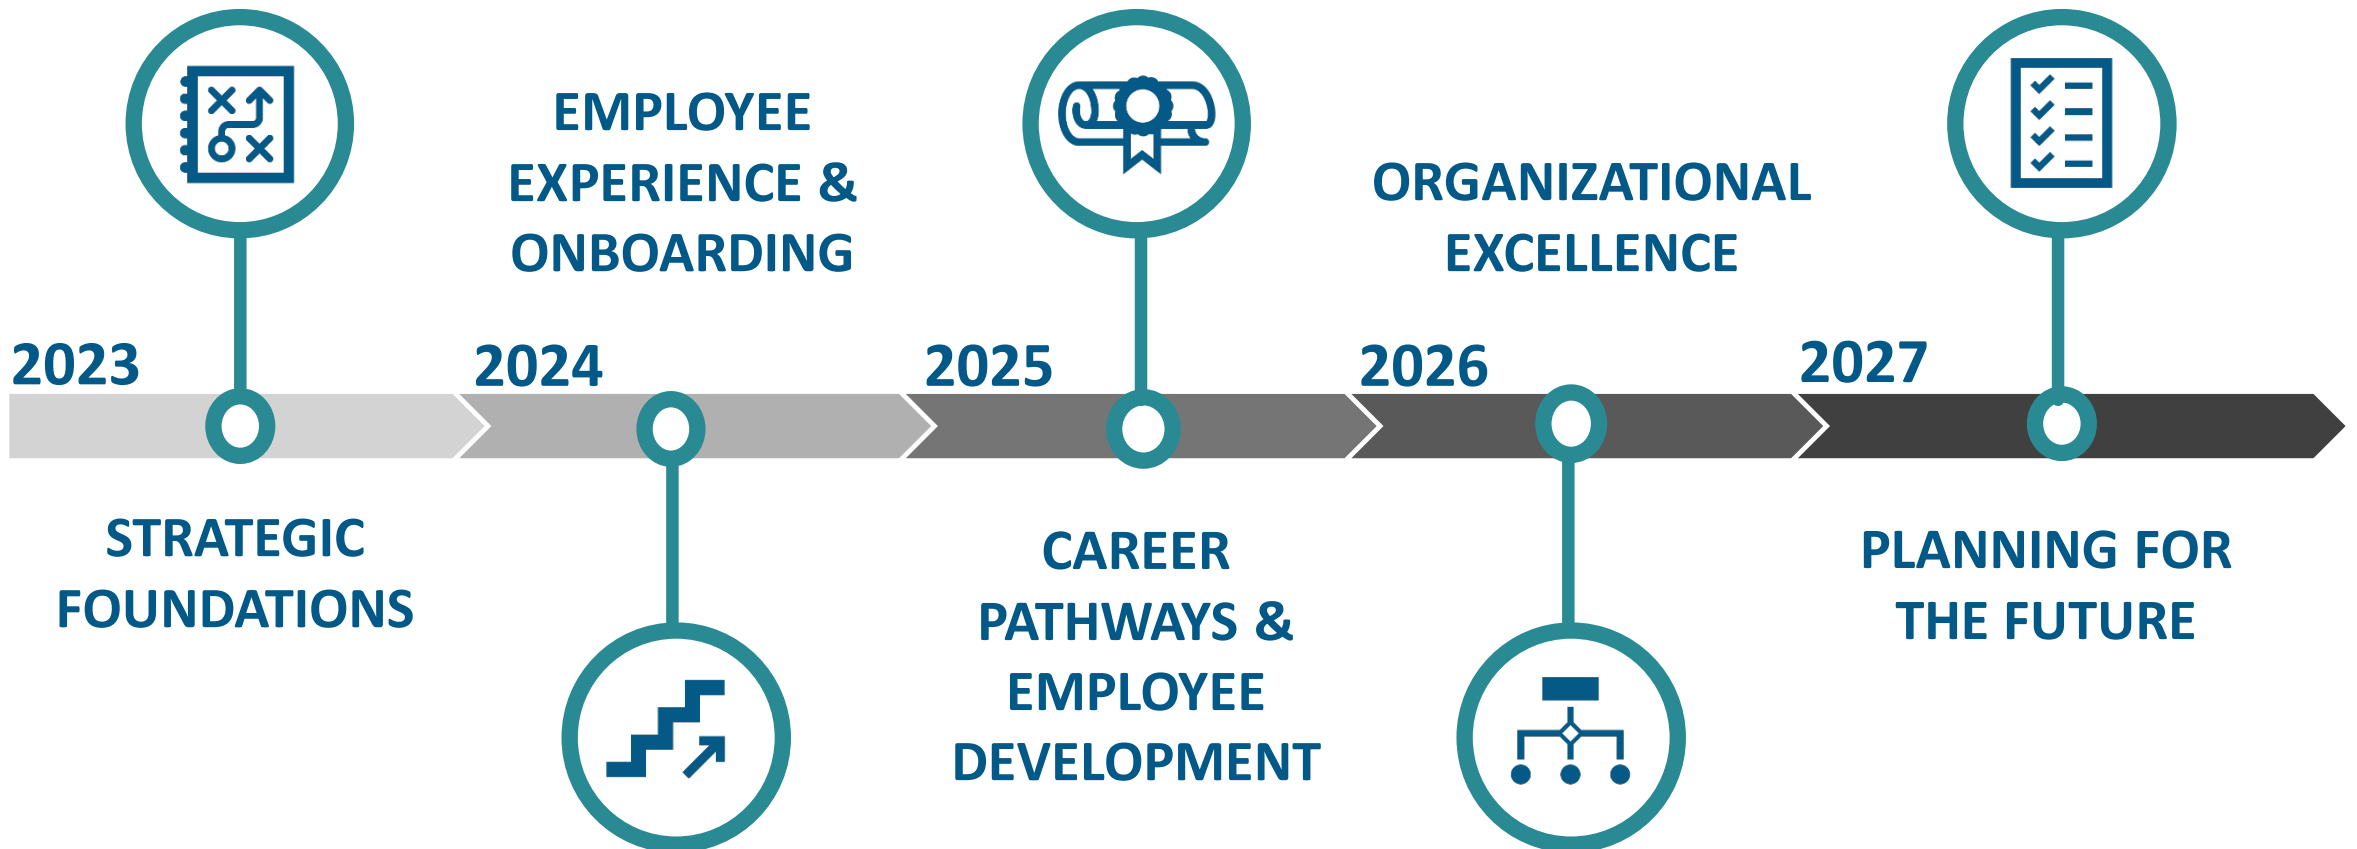 2023
STRATEGIC
FOUNDATIONS
2024
EMPLOYEE
EXPERIENCE &
ONBOARDING
2025
CAREER
PATHWAYS &
EMPLOYEE
DEVELOPMENT
2026
ORGANIZATIONAL
EXCELLENCE
2027
PLANNING FOR
THE FUTURE